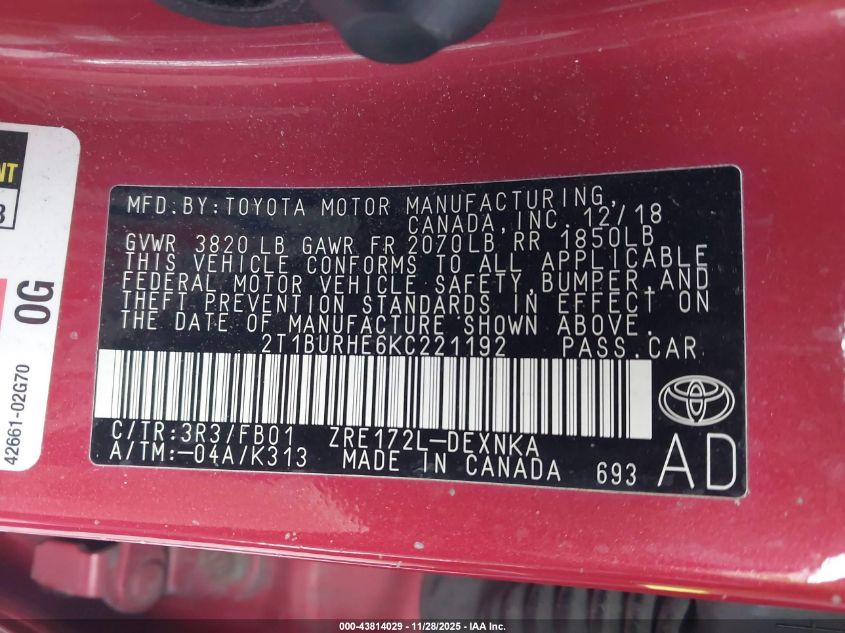 MFD.BY:TOYOTA MOTOR MANUFACTURING,
CANADA, INC. 12/18
GVWR 3820 LB GAWR FR 2070LB RR 1850LB
THIS VEHICLE CONFORMS TO ALL APPLICABLE
FEDERAL MOTOR VEHICLE SAFETY, BUMPER, AND
THEFT PREVENTION STANDARDS IN EFFECT ON
THE DATE OF MANUFACTURE SHOWN ABOVE.
2T1BURHE6KC221192 PASS.CAR
C/TR:3R3/FB01 ZRE172L-DEXNKA
A/TM:-04A/K313 MADE IN CANADA 693
AD
OG
42661-02G70
000-43814029 | 11/28/2025 | IAA Inc.